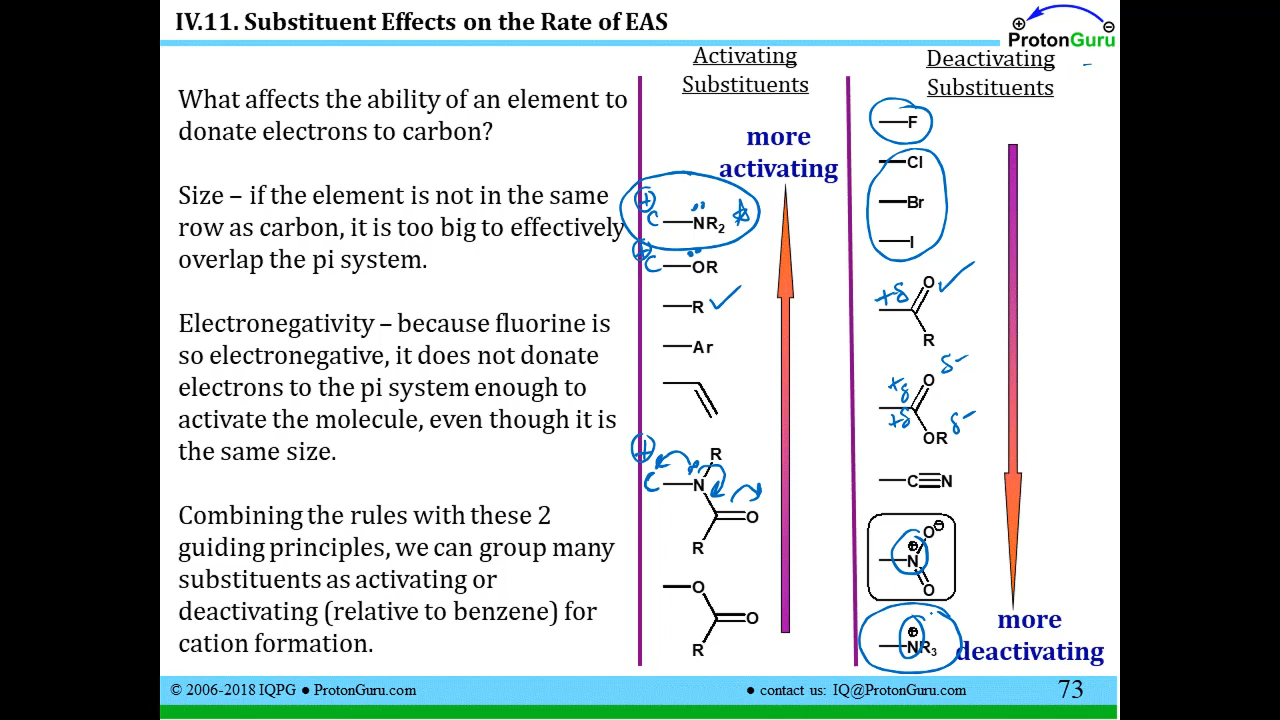 IV.11. Substituent Effects on the Rate of EAS
⊕ ⊖
ProtonGuru
What affects the ability of an element to
donate electrons to carbon?
Size – if the element is not in the same
row as carbon, it is too big to effectively
overlap the pi system.
Electronegativity – because fluorine is
so electronegative, it does not donate
electrons to the pi system enough to
activate the molecule, even though it is
the same size.
Combining the rules with these 2
guiding principles, we can group many
substituents as activating or
deactivating (relative to benzene) for
cation formation.
Activating
Substituents
more
activating
+
C NR2
+
C OR
R
Ar
+
R
C N
O
R
O
O
R
Deactivating
Substituents
F
Cl
Br
I
+δ O
R
δ-
+δ O
+δ δ-
OR
C N
O ⊖
⊕
N
O
⊕
NR3
more
deactivating
© 2006-2018 IQPG ● ProtonGuru.com
● contact us: IQ@ProtonGuru.com
73